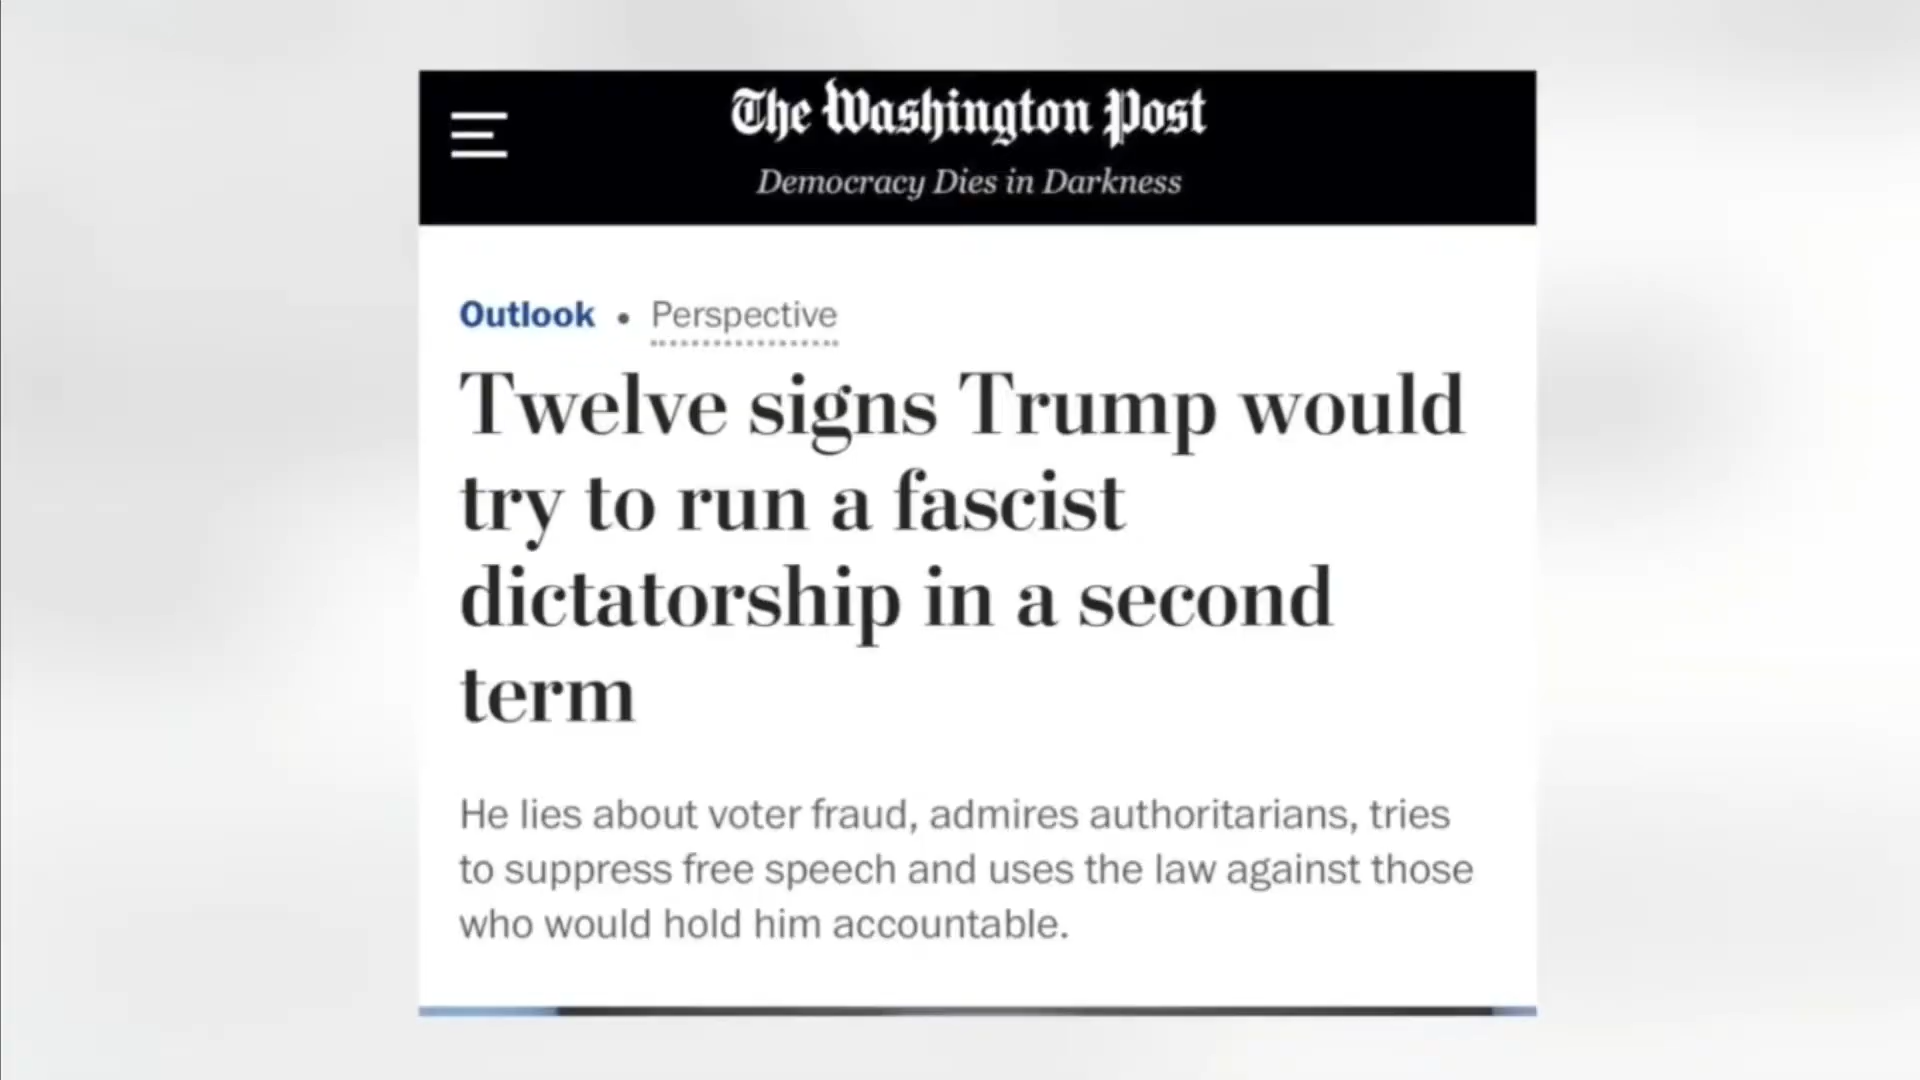 The Washington Post
Democracy Dies in Darkness
Outlook • Perspective
Twelve signs Trump would
try to run a fascist
dictatorship in a second
term
He lies about voter fraud, admires authoritarians, tries
to suppress free speech and uses the law against those
who would hold him accountable.